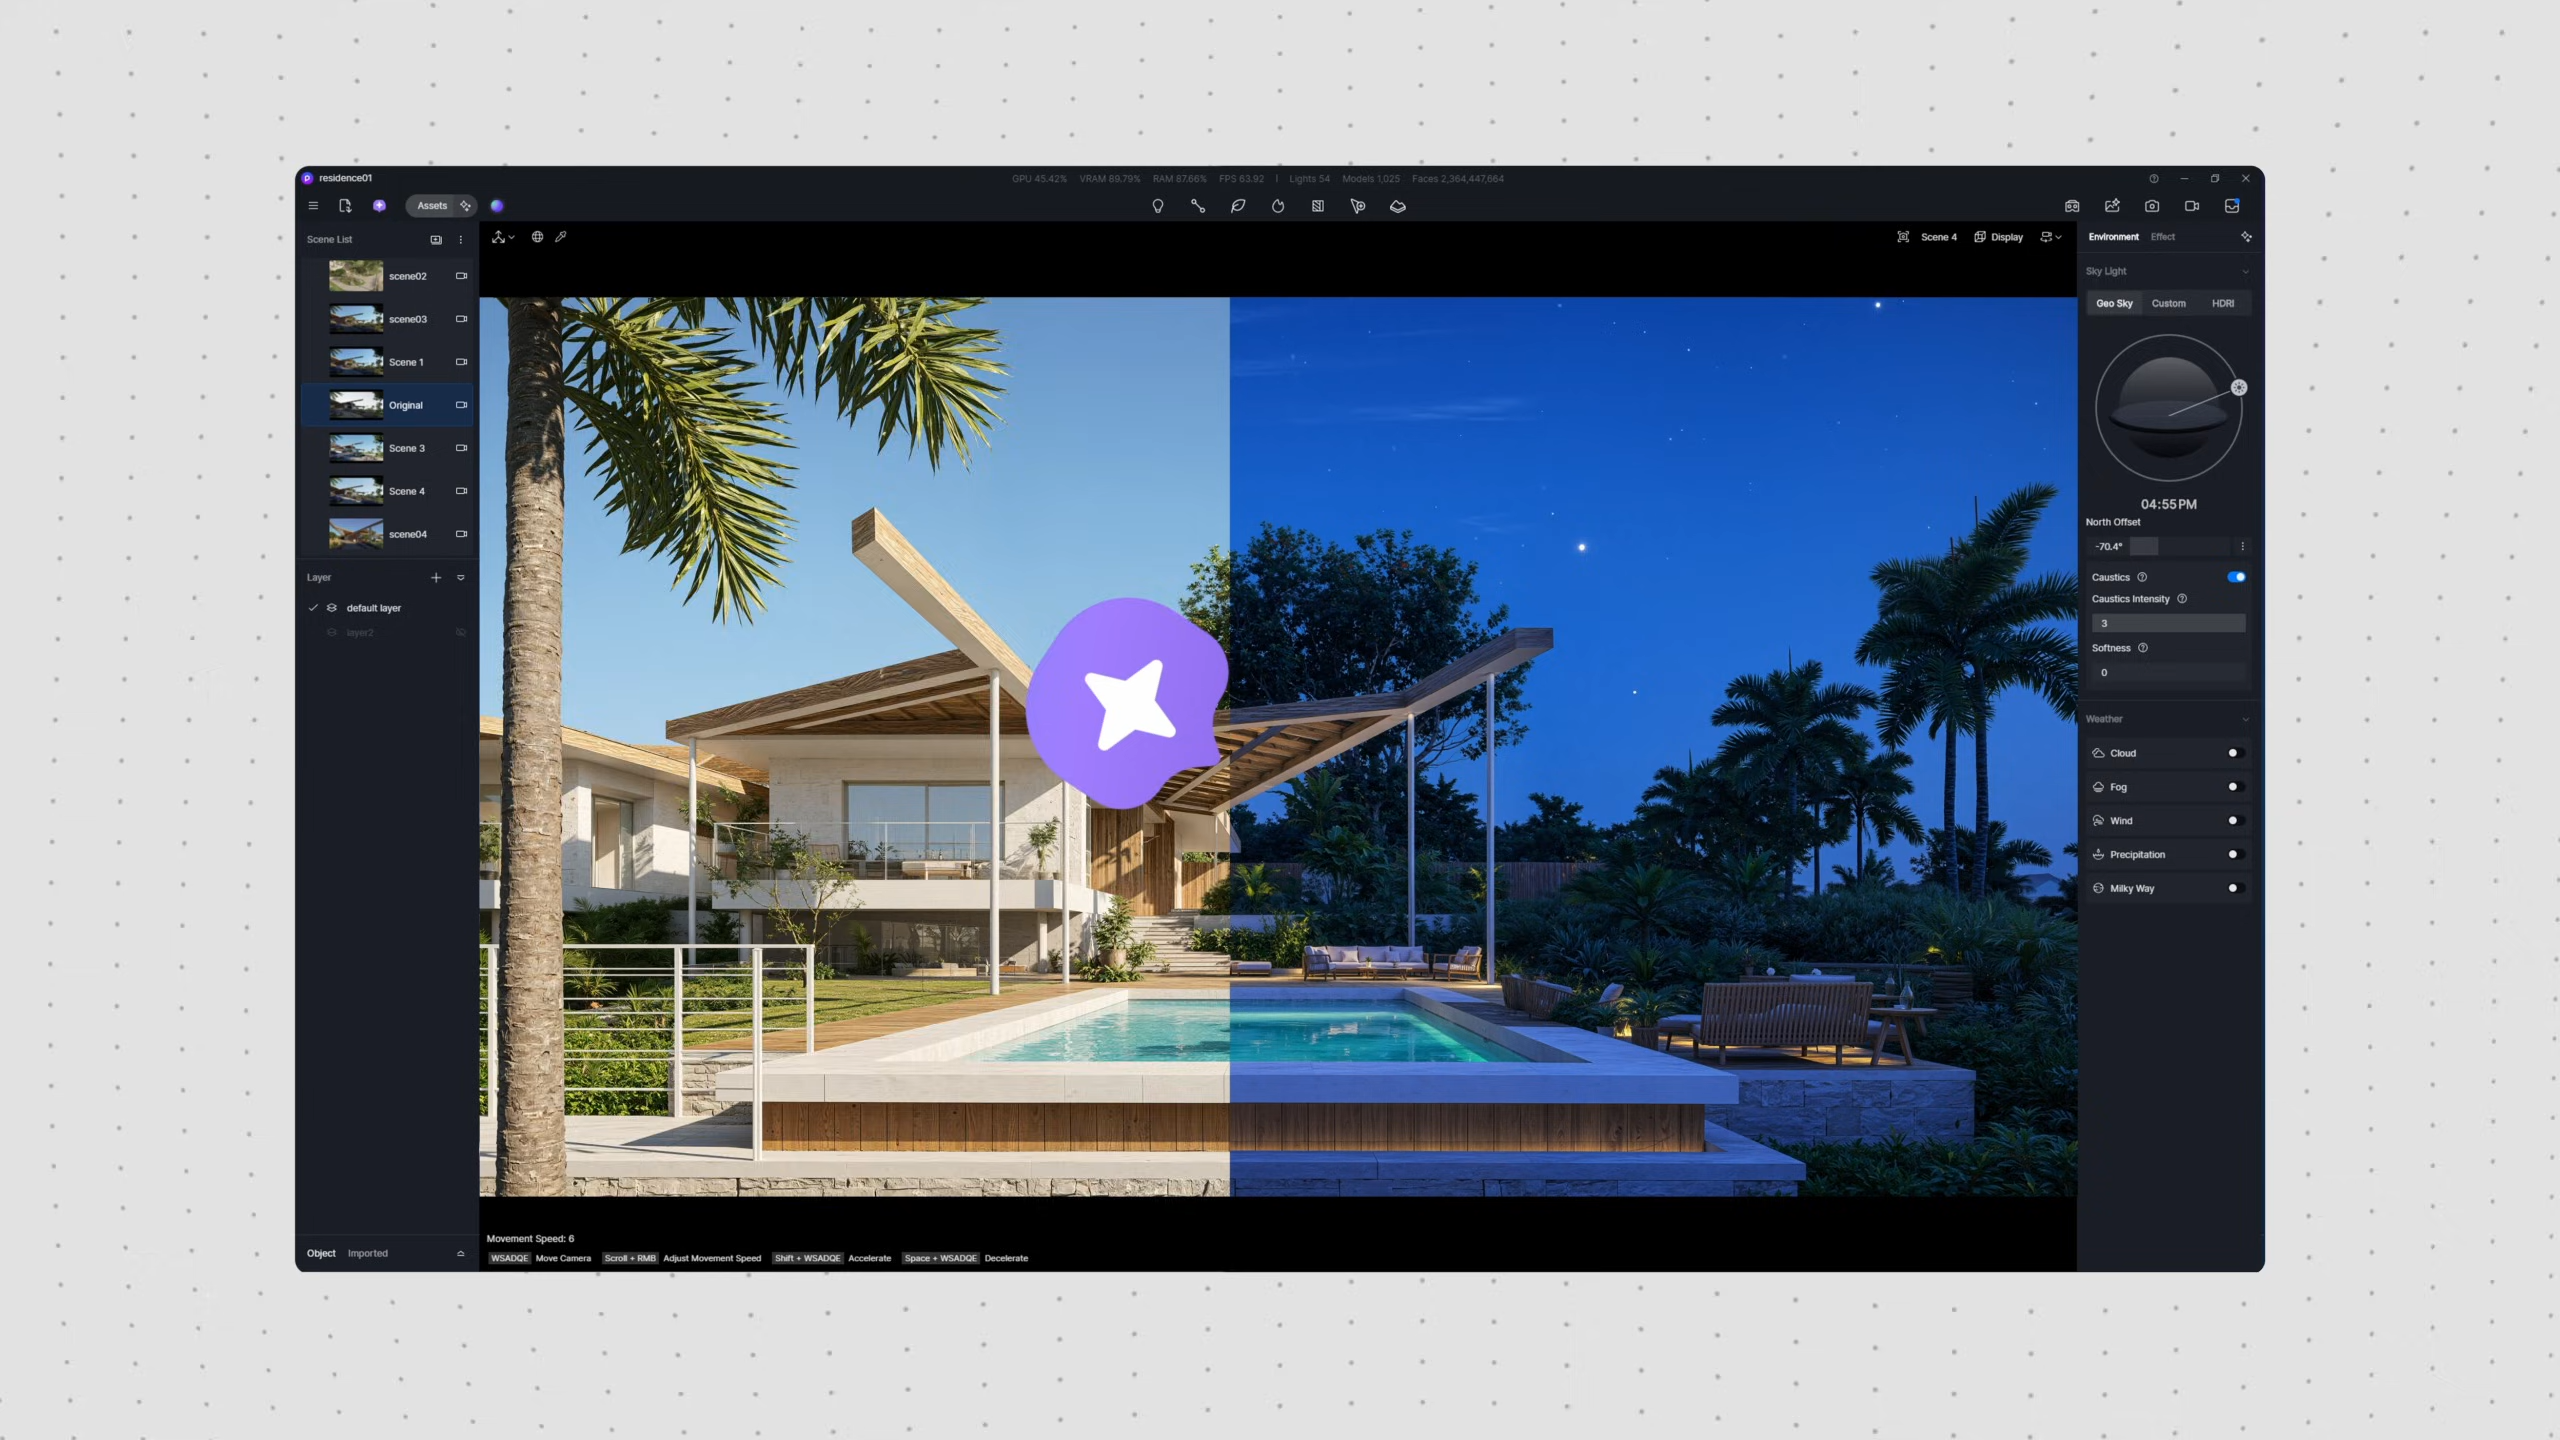 residence01
GPU 45.42% VRAM 89.79% RAM 87.66% FPS 63.92 | Lights 54 Models 1,025 Faces 2,364,447,664
Assets
Scene List
scene02
scene03
Scene 1
Original
Scene 3
Scene 4
scene04
Layer
default layer
layer2
Object Imported
Scene 4 Display
Movement Speed: 6
WSADQE Move Camera Scroll + RMB Adjust Movement Speed Shift + WSADQE Accelerate Space + WSADQE Decelerate
Environment Effect
Sky Light
Geo Sky Custom HDRI
04:55PM
North Offset
-70.4°
Caustics
Caustics Intensity
3
Softness
0
Weather
Cloud
Fog
Wind
Precipitation
Milky Way